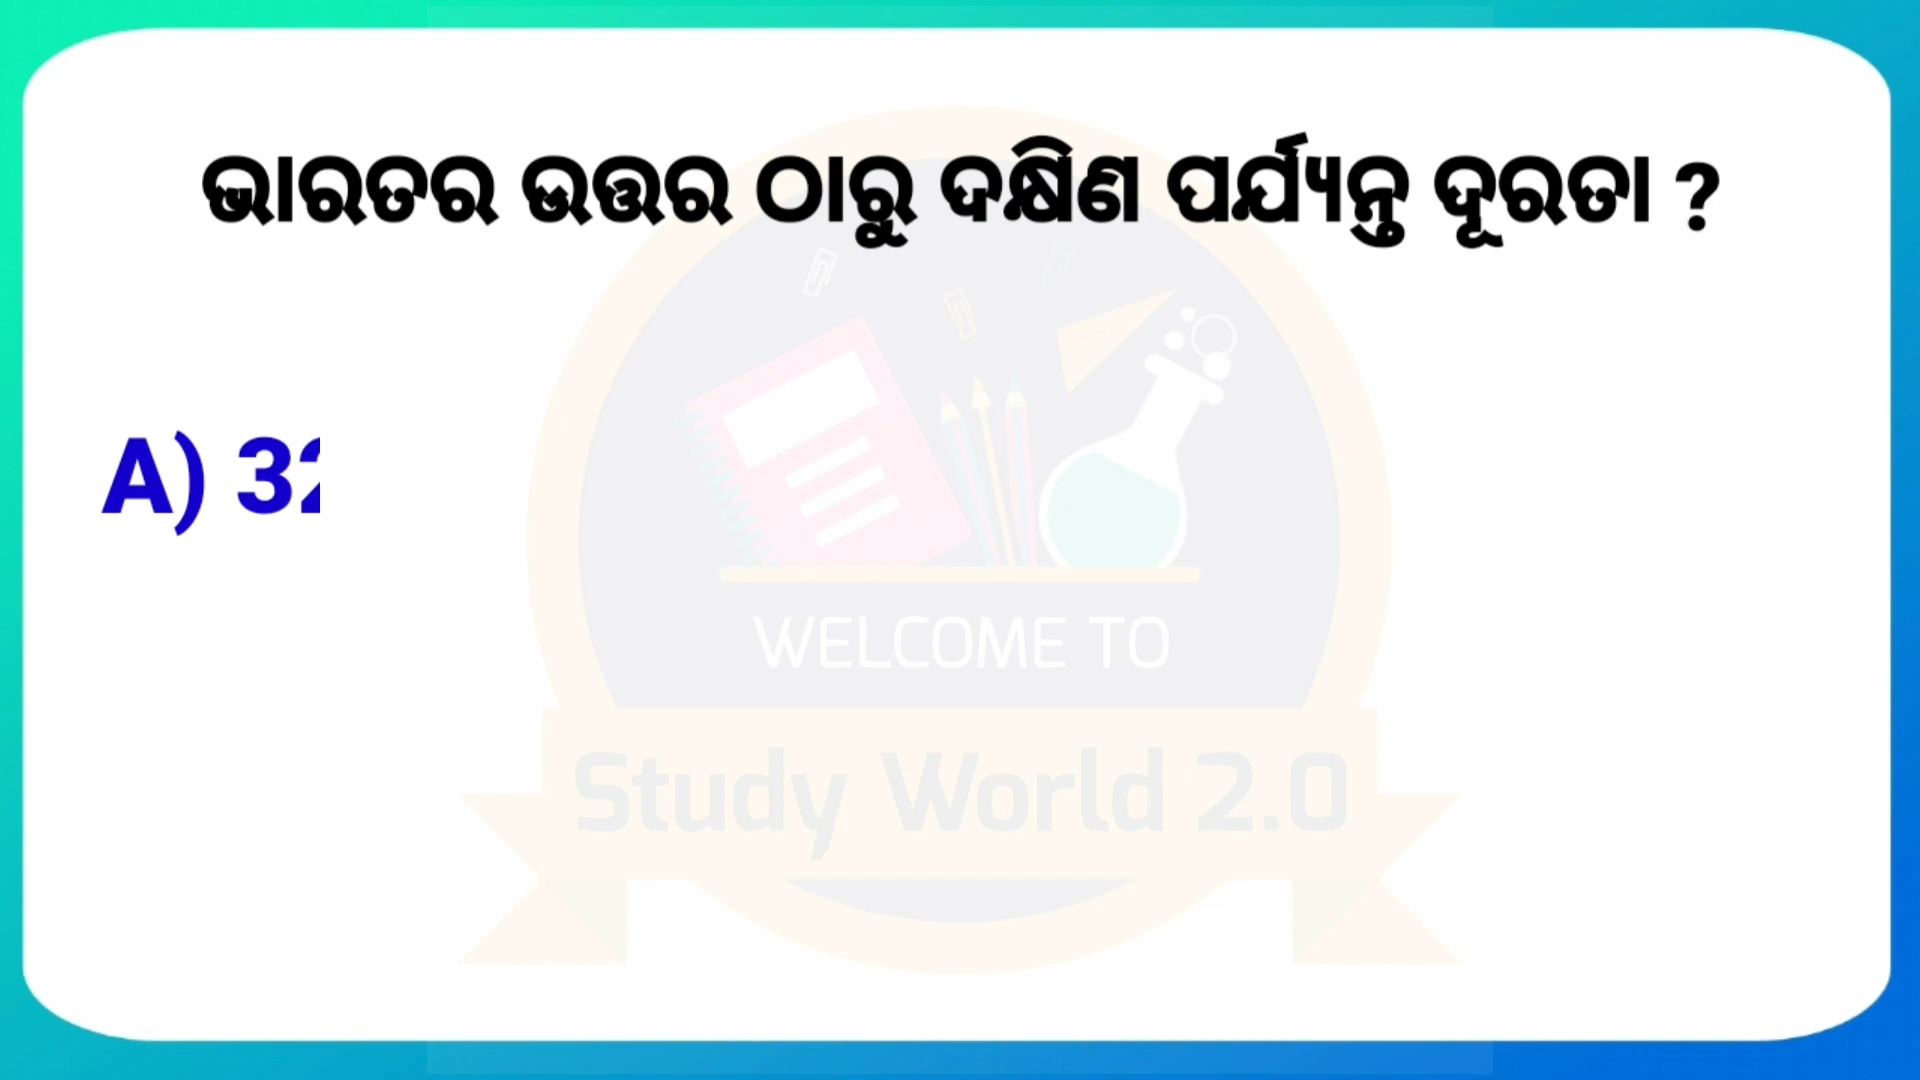 ଭାରତର ଉତ୍ତର ଠାରୁ ଦକ୍ଷିଣ ପର୍ଯ୍ୟନ୍ତ ଦୂରତା ?
A) 3
WELCOME TO
Study World 2.0